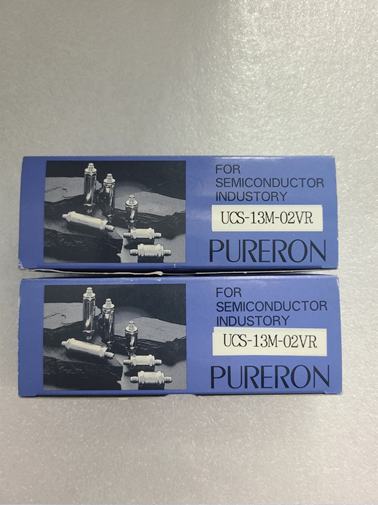 FOR
SEMICONDUCTOR
INDUSTORY
UCS-13M-02VR
PURERON
FOR
SEMICONDUCTOR
INDUSTORY
UCS-13M-02VR
PURERON